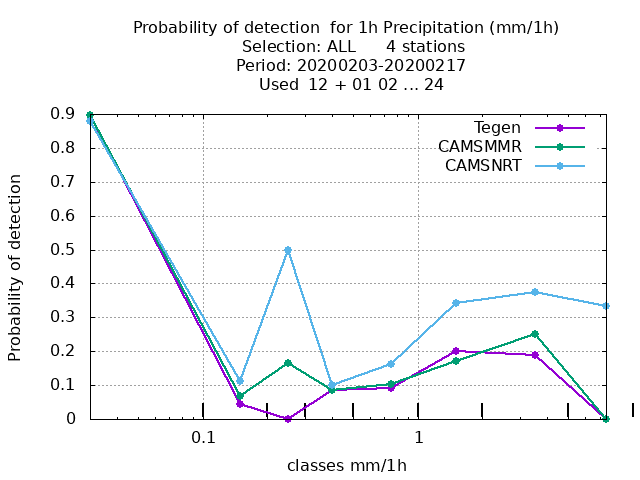 Probability of detection for 1h Precipitation (mm/1h)
Selection: ALL 4 stations
Period: 20200203-20200217
Used 12 + 01 02 ... 24
Tegen
CAMSMMR
CAMSNRT
Probability of detection
0.9
0.8
0.7
0.6
0.5
0.4
0.3
0.2
0.1
0
0.1 1
classes mm/1h